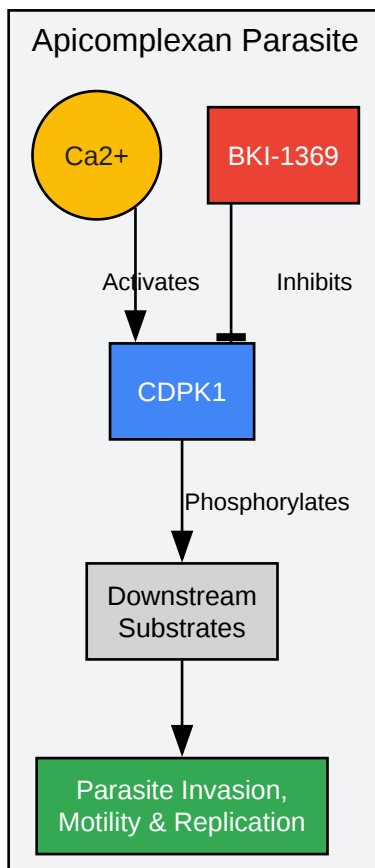 Apicomplexan Parasite
Ca2+
BKI-1369
Activates
Inhibits
CDPK1
Phosphorylates
Downstream
Substrates
Parasite Invasion,
Motility & Replication